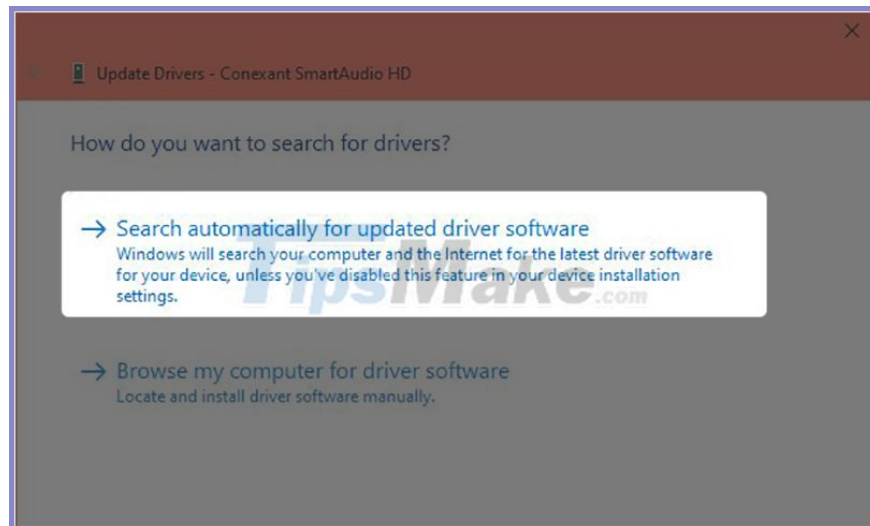 Update Drivers - Conexant SmartAudio HD
How do you want to search for drivers?
Search automatically for updated driver software
Windows will search your computer and the Internet for the latest driver software
for your device, unless you've disabled this feature in your device installation
settings.
TipsMake.com
Browse my computer for driver software
Locate and install driver software manually.